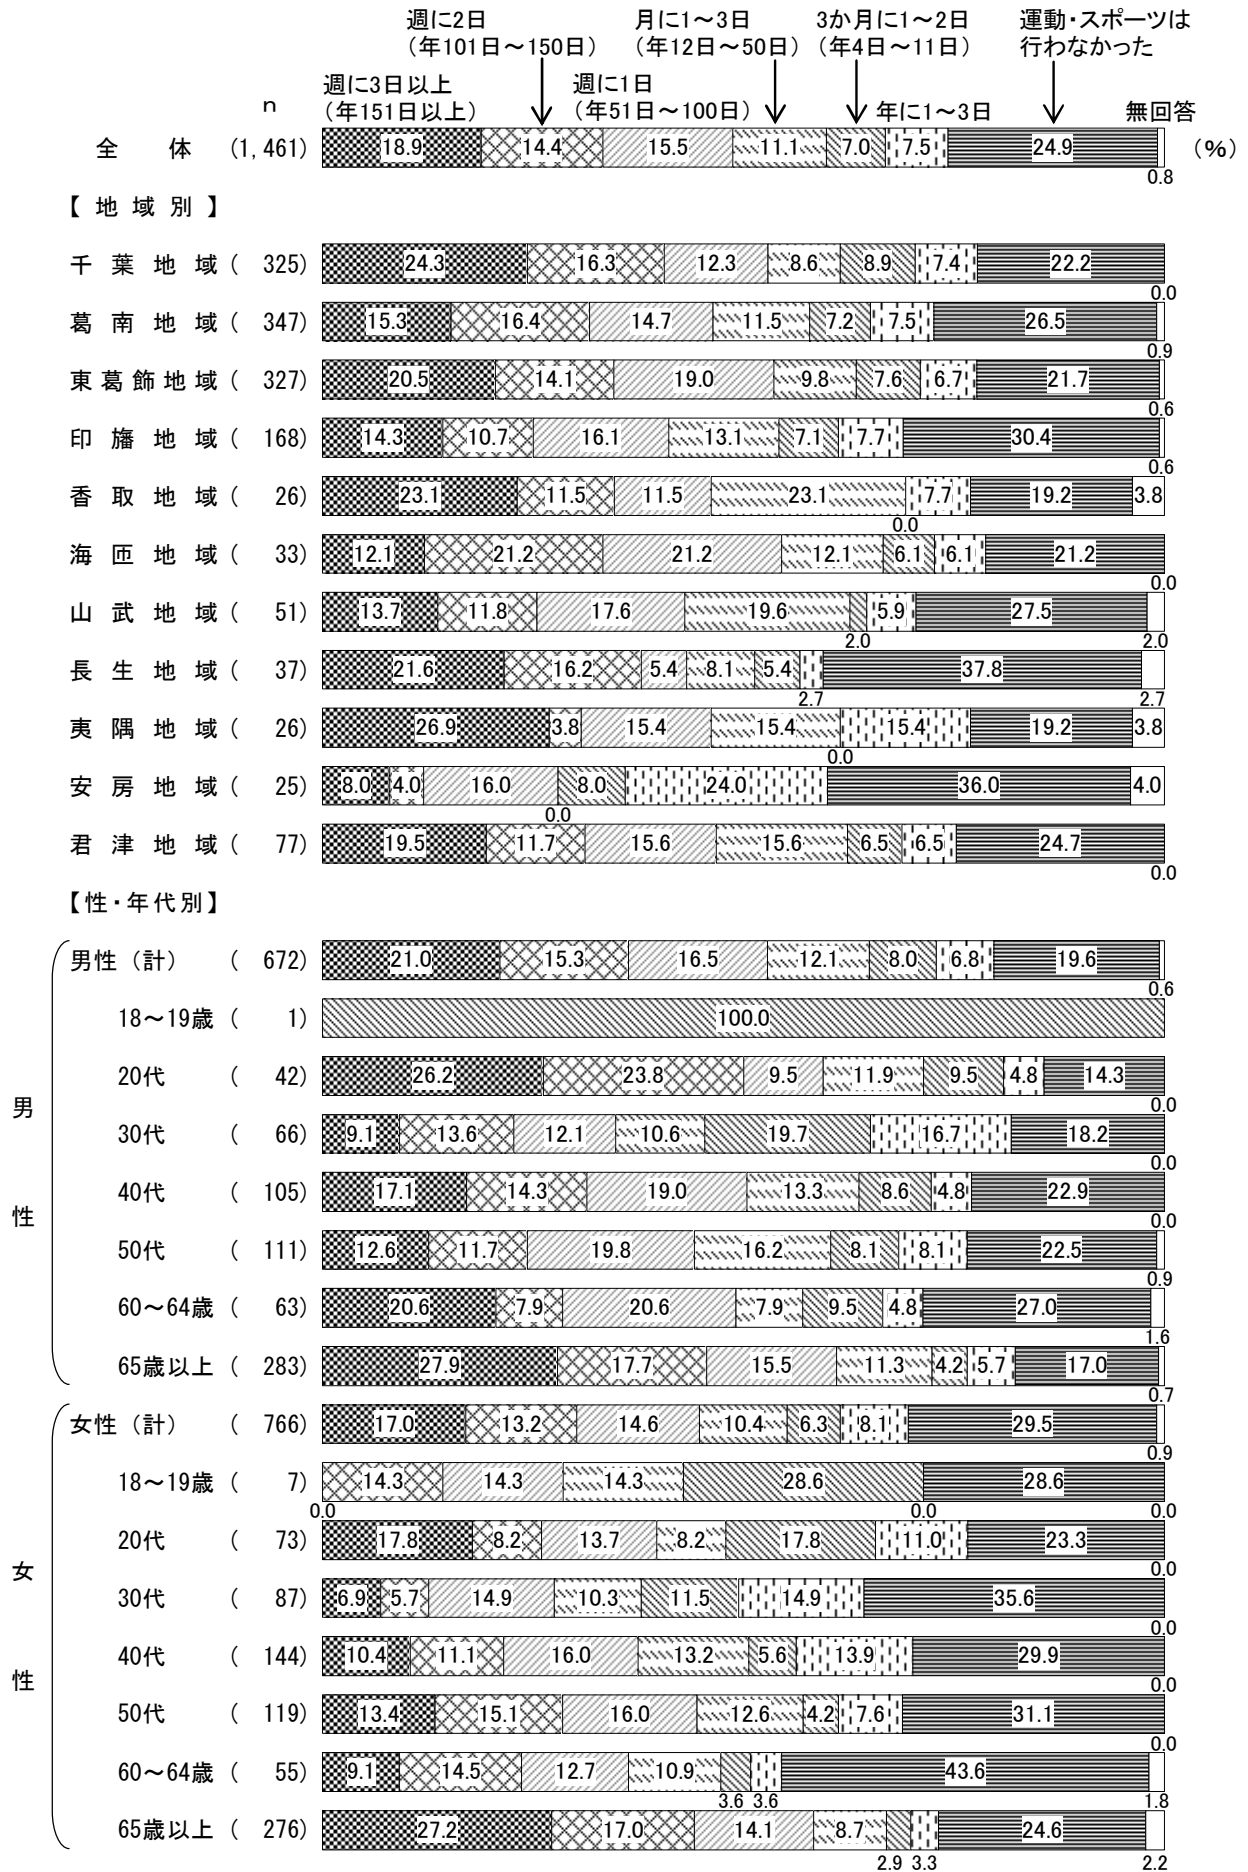 週に2日 月に1～3日 3か月に1～2日 運動・スポーツは
（年101日～150日） （年12日～50日） （年4日～11日） 行わなかった
週に3日以上 週に1日
n （年151日以上） （年51日～100日） 年に1～3日 無回答
全 体 (1,461) 18.9 14.4 15.5 11.1 7.0 7.5 24.9 (%)
0.8
【 地 域 別 】
千 葉 地 域 ( 325) 24.3 16.3 12.3 8.6 8.9 7.4 22.2
0.0
葛 南 地 域 ( 347) 15.3 16.4 14.7 11.5 7.2 7.5 26.5
0.9
東 葛 飾 地 域 ( 327) 20.5 14.1 19.0 9.8 7.6 6.7 21.7
0.6
印 旛 地 域 ( 168) 14.3 10.7 16.1 13.1 7.1 7.7 30.4
0.6
香 取 地 域 ( 26) 23.1 11.5 11.5 23.1 7.7 19.2 3.8
0.0
海 匝 地 域 ( 33) 12.1 21.2 21.2 12.1 6.1 6.1 21.2
0.0
山 武 地 域 ( 51) 13.7 11.8 17.6 19.6 5.9 27.5
2.0 2.0
長 生 地 域 ( 37) 21.6 16.2 5.4 8.1 5.4 37.8
2.7 2.7
夷 隅 地 域 ( 26) 26.9 3.8 15.4 15.4 15.4 19.2 3.8
0.0
安 房 地 域 ( 25) 8.0 4.0 16.0 8.0 24.0 36.0 4.0
0.0
君 津 地 域 ( 77) 19.5 11.7 15.6 15.6 6.5 6.5 24.7
0.0
【性・年代別】
男性（計） ( 672) 21.0 15.3 16.5 12.1 8.0 6.8 19.6
0.6
18～19歳 ( 1) 100.0
20代 ( 42) 26.2 23.8 9.5 11.9 9.5 4.8 14.3
0.0
男
30代 ( 66) 9.1 13.6 12.1 10.6 19.7 16.7 18.2
0.0
40代 ( 105) 17.1 14.3 19.0 13.3 8.6 4.8 22.9
性
0.0
50代 ( 111) 12.6 11.7 19.8 16.2 8.1 8.1 22.5
0.9
60～64歳 ( 63) 20.6 7.9 20.6 7.9 9.5 4.8 27.0
1.6
65歳以上 ( 283) 27.9 17.7 15.5 11.3 4.2 5.7 17.0
0.7
女性（計） ( 766) 17.0 13.2 14.6 10.4 6.3 8.1 29.5
0.9
18～19歳 ( 7) 14.3 14.3 14.3 28.6 28.6
0.0 0.0 0.0
20代 ( 73) 17.8 8.2 13.7 8.2 17.8 11.0 23.3
0.0
女
30代 ( 87) 6.9 5.7 14.9 10.3 11.5 14.9 35.6
0.0
40代 ( 144) 10.4 11.1 16.0 13.2 5.6 13.9 29.9
性
0.0
50代 ( 119) 13.4 15.1 16.0 12.6 4.2 7.6 31.1
0.0
60～64歳 ( 55) 9.1 14.5 12.7 10.9 43.6
3.6 3.6 1.8
65歳以上 ( 276) 27.2 17.0 14.1 8.7 24.6
2.9 3.3 2.2